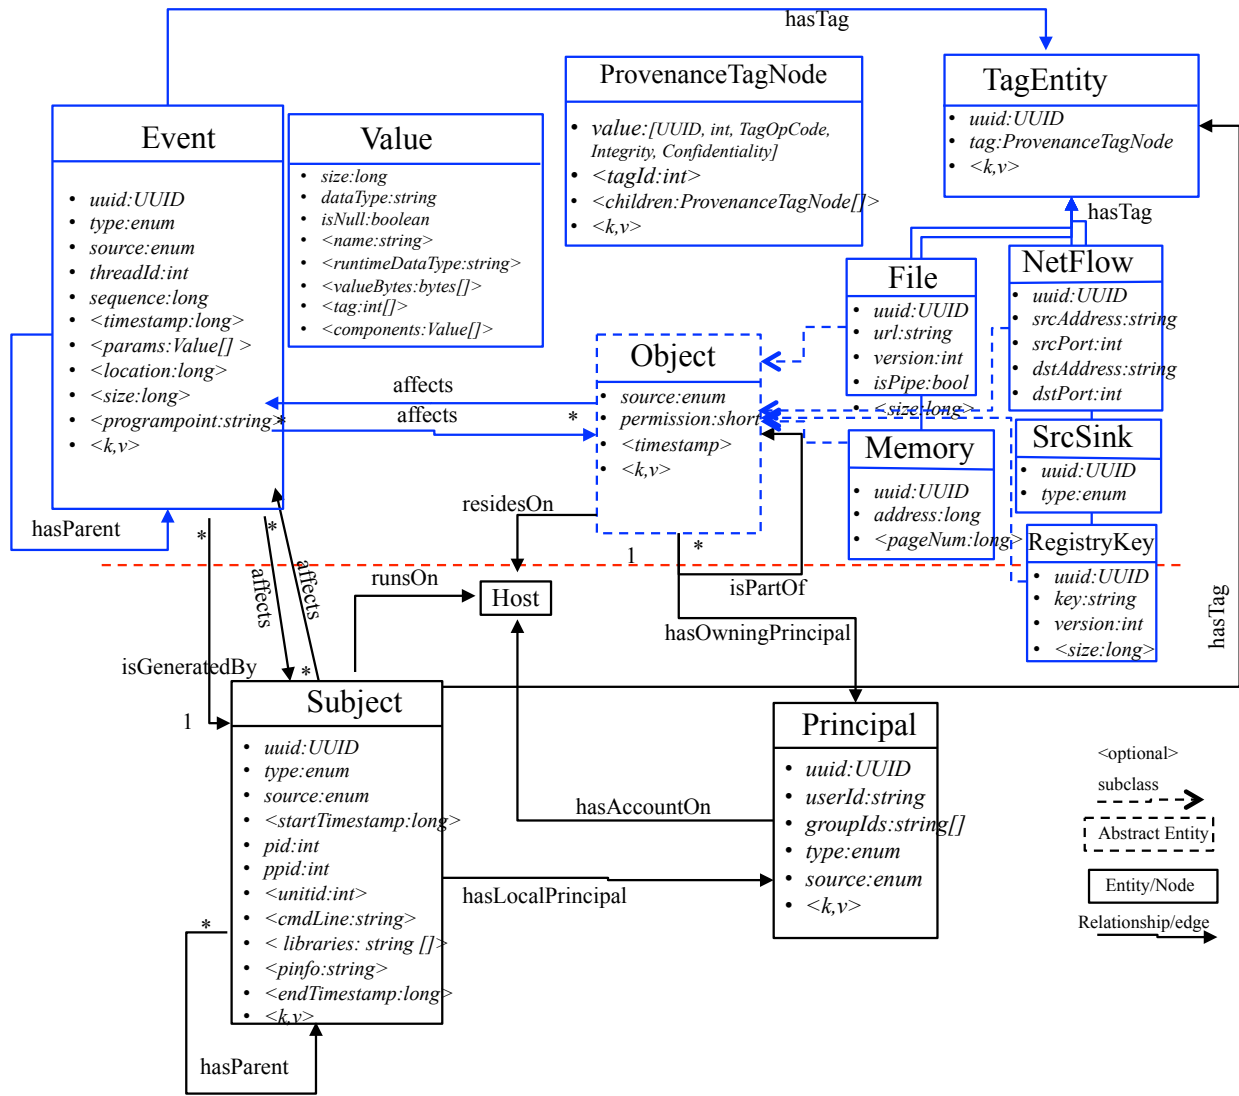 hasTag
Event
uuid:UUID
type:enum
source:enum
threadId:int
sequence:long
<timestamp:long>
<params:Value[] >
<location:long>
<size:long>
<programpoint:string>
<k,v>
hasParent
Value
size:long
dataType:string
isNull:boolean
<name:string>
<runtimeDataType:string>
<valueBytes:bytes[]>
<tag:int[]>
<components:Value[]>
ProvenanceTagNode
value:[UUID, int, TagOpCode,
Integrity, Confidentiality]
<tagId:int>
<children:ProvenanceTagNode[]>
<k,v>
TagEntity
uuid:UUID
tag:ProvenanceTagNode
<k,v>
hasTag
File
uuid:UUID
url:string
version:int
isPipe:bool
<size:long>
NetFlow
uuid:UUID
srcAddress:string
srcPort:int
dstAddress:string
dstPort:int
Object
source:enum
permission:short
<timestamp>
<k,v>
affects
affects
*
*
Memory
uuid:UUID
address:long
<pageNum:long>
SrcSink
uuid:UUID
type:enum
RegistryKey
uuid:UUID
key:string
version:int
<size:long>
residesOn
1
*
isPartOf
*
*
affects
affects
*
runsOn
Host
hasOwningPrincipal
hasTag
isGeneratedBy
1
Subject
uuid:UUID
type:enum
source:enum
<startTimestamp:long>
pid:int
ppid:int
<unitid:int>
<cmdLine:string>
< libraries: string []>
<pinfo:string>
<endTimestamp:long>
<k,v>
*
hasParent
hasAccountOn
hasLocalPrincipal
Principal
uuid:UUID
userId:string
groupIds:string[]
type:enum
source:enum
<k,v>
<optional>
subclass
Abstract Entity
Entity/Node
Relationship/edge